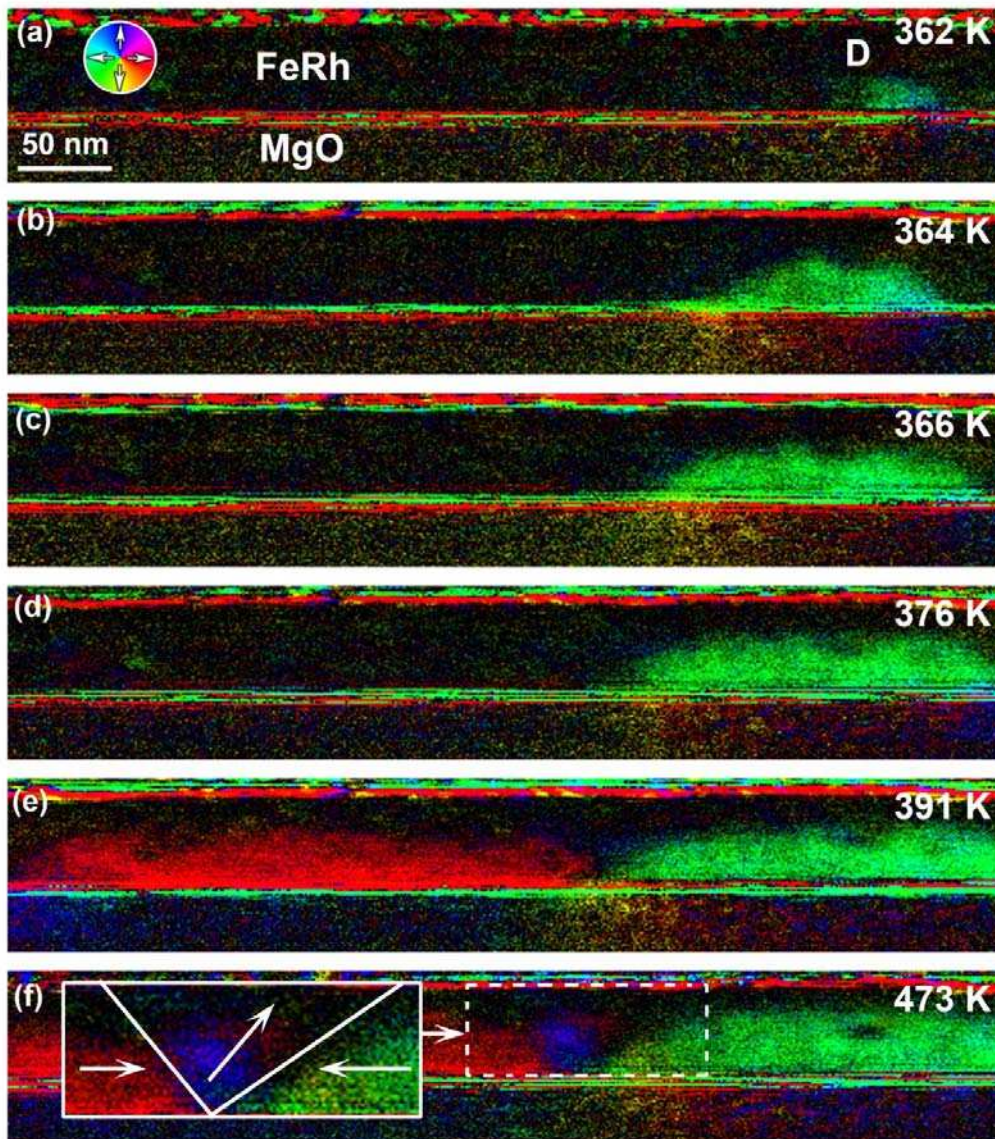 (a) 362 K
FeRh D
MgO
50 nm
(b) 364 K
(c) 366 K
(d) 376 K
(e) 391 K
(f) 473 K